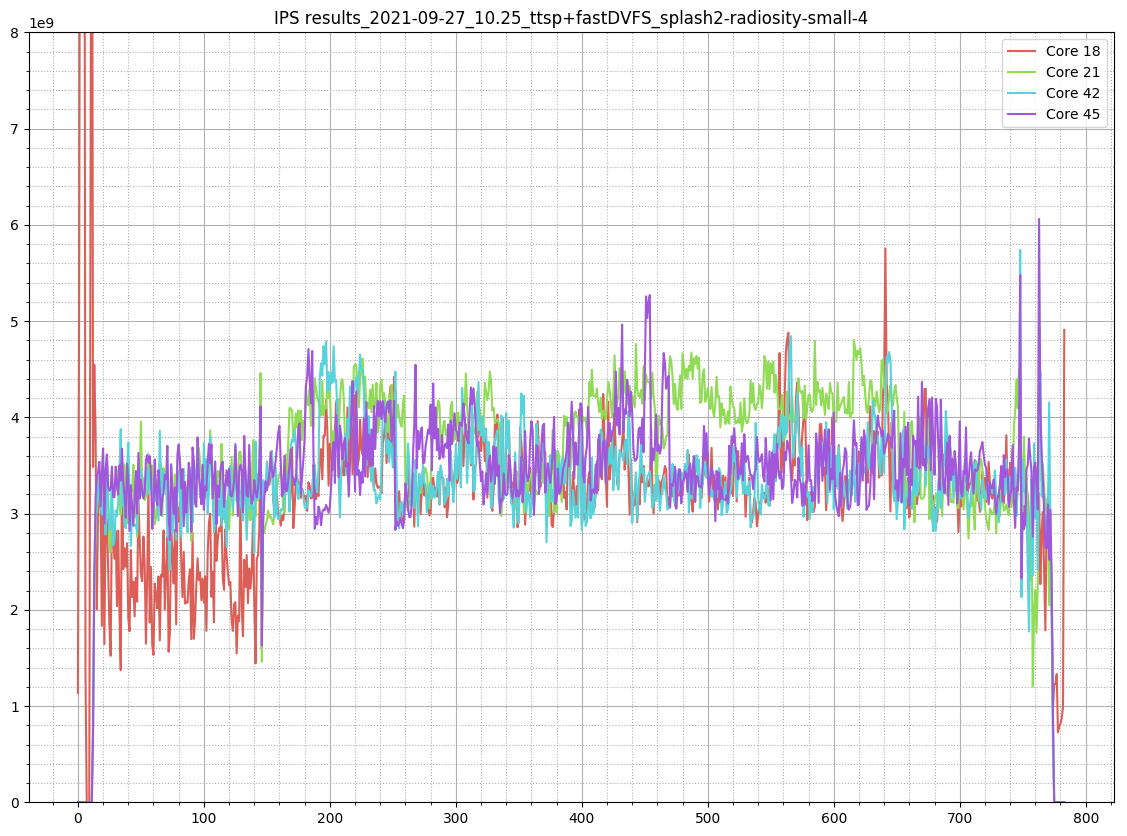 IPS results_2021-09-27_10.25_ttsp+fastDVFS_splash2-radiosity-small-4
1e9
8
7
6
5
4
3
2
1
0
Core 18
Core 21
Core 42
Core 45
0 100 200 300 400 500 600 700 800